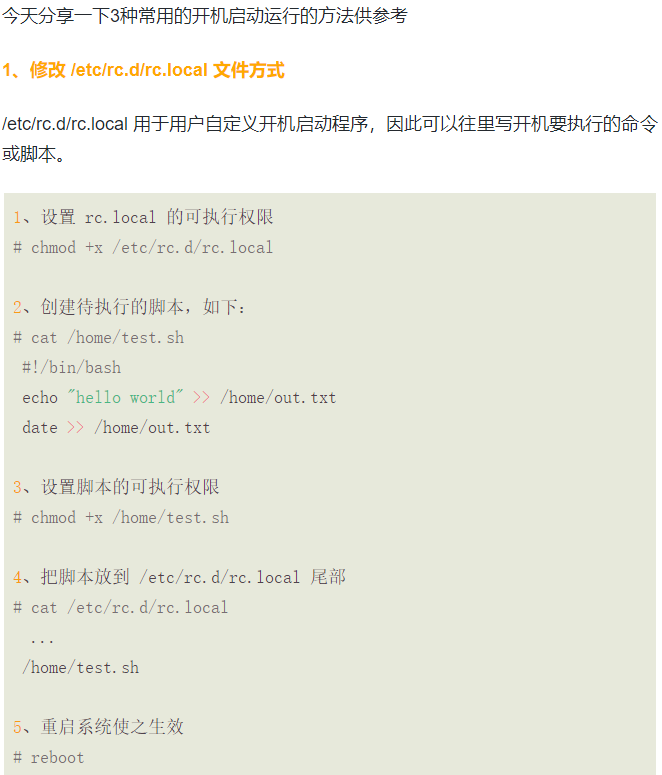 今天分享一下3种常用的开机启动运行的方法供参考
1、修改 /etc/rc.d/rc.local 文件方式
/etc/rc.d/rc.local 用于用户自定义开机启动程序，因此可以往里写开机要执行的命令
或脚本。
1、设置 rc.local 的可执行权限
# chmod +x /etc/rc.d/rc.local
2、创建待执行的脚本，如下：
# cat /home/test.sh
#!/bin/bash
echo "hello world" >> /home/out.txt
date >> /home/out.txt
3、设置脚本的可执行权限
# chmod +x /home/test.sh
4、把脚本放到 /etc/rc.d/rc.local 尾部
# cat /etc/rc.d/rc.local
...
/home/test.sh
5、重启系统使之生效
# reboot